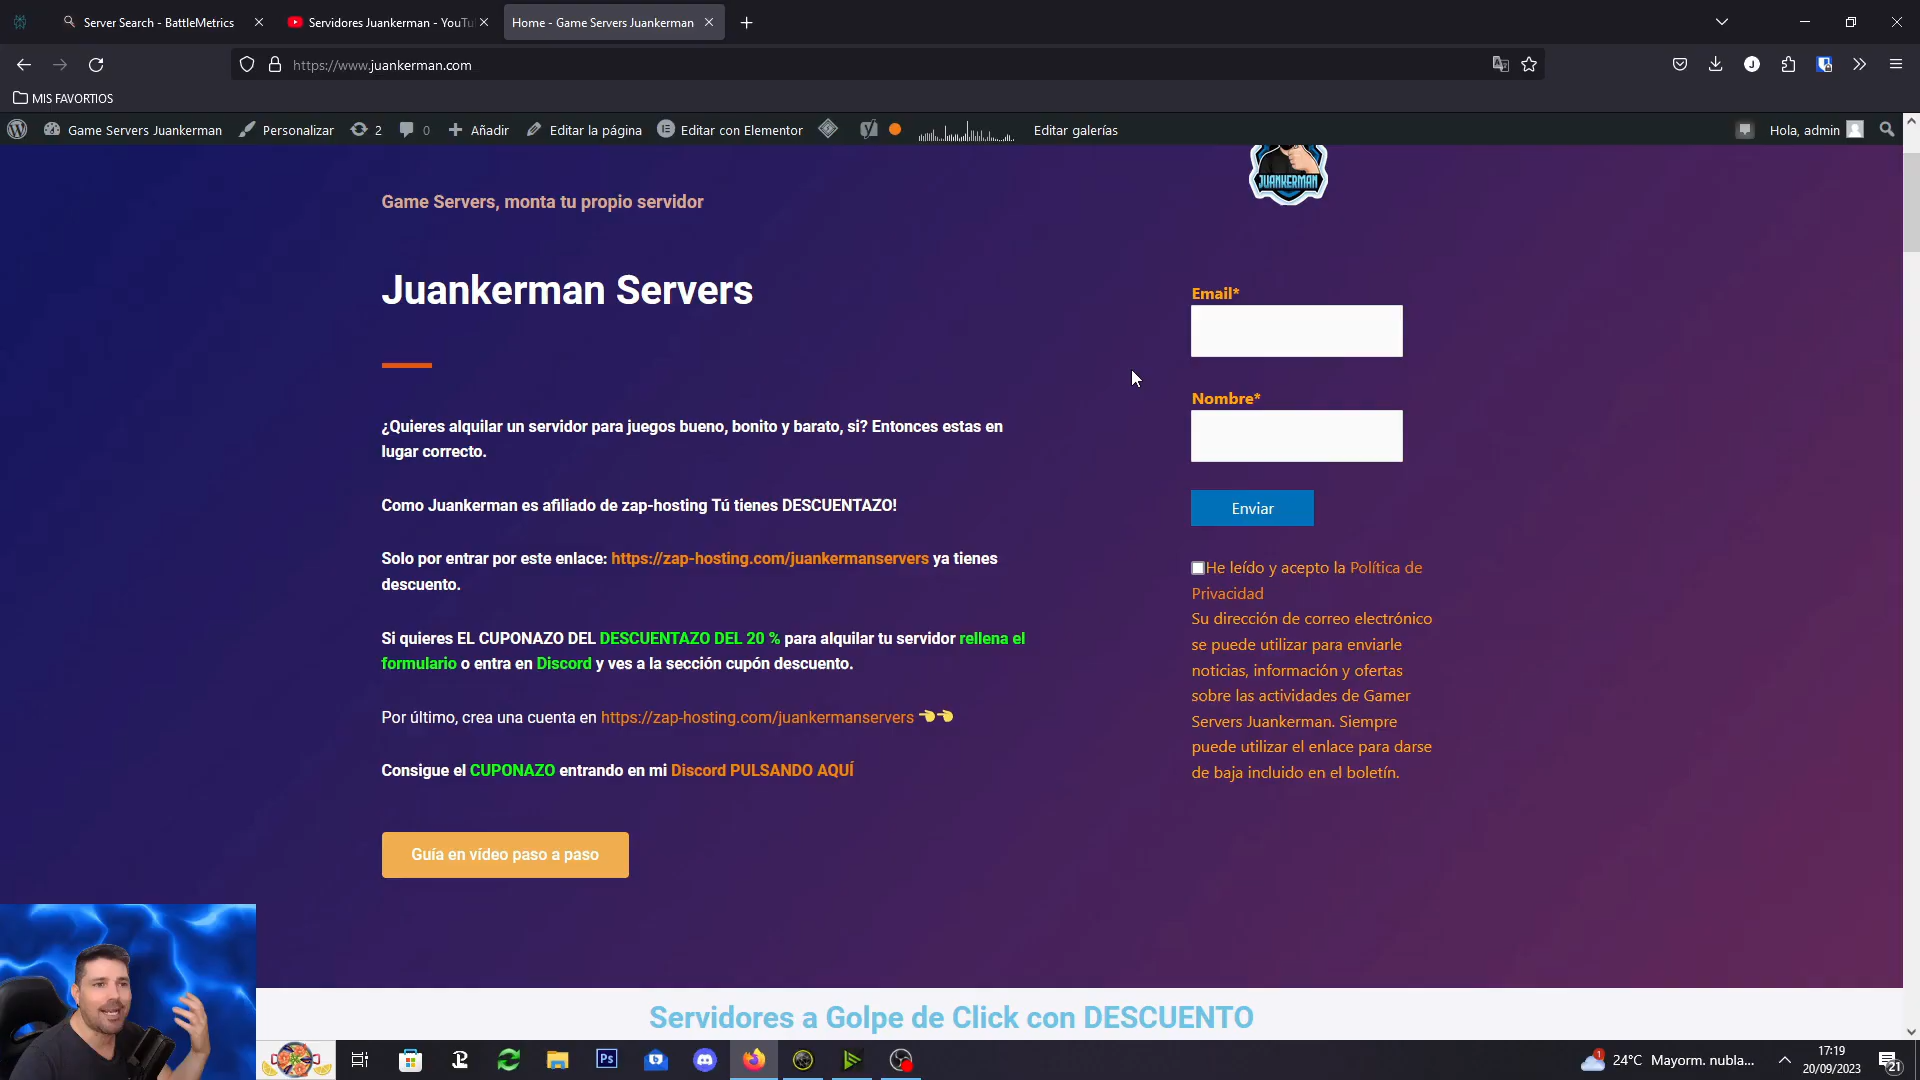 Server Search - BattleMetrics
Servidores Juankerman - YouTu
Home - Game Servers Juankerman
https://www.juankerman.com
MIS FAVORTIOS
Game Servers Juankerman
Personalizar
2
0
Añadir
Editar la página
Editar con Elementor
Editar galerías
Hola, admin
JUANKERMAN
Game Servers, monta tu propio servidor
Juankerman Servers
¿Quieres alquilar un servidor para juegos bueno, bonito y barato, si? Entonces estas en
lugar correcto.
Como Juankerman es afiliado de zap-hosting Tú tienes DESCUENTAZO!
Solo por entrar por este enlace: https://zap-hosting.com/juankermanservers ya tienes
descuento.
Si quieres EL CUPONAZO DEL DESCUENTAZO DEL 20 % para alquilar tu servidor rellena el
formulario o entra en Discord y ves a la sección cupón descuento.
Por último, crea una cuenta en https://zap-hosting.com/juankermanservers
Consigue el CUPONAZO entrando en mi Discord PULSANDO AQUÍ
Guía en vídeo paso a paso
Email*
Nombre*
Enviar
He leído y acepto la Política de
Privacidad
Su dirección de correo electrónico
se puede utilizar para enviarle
noticias, información y ofertas
sobre las actividades de Gamer
Servers Juankerman. Siempre
puede utilizar el enlace para darse
de baja incluido en el boletín.
Servidores a Golpe de Click con DESCUENTO
Ps
1
24°C Mayorm. nubla...
17:19
20/09/2023
21